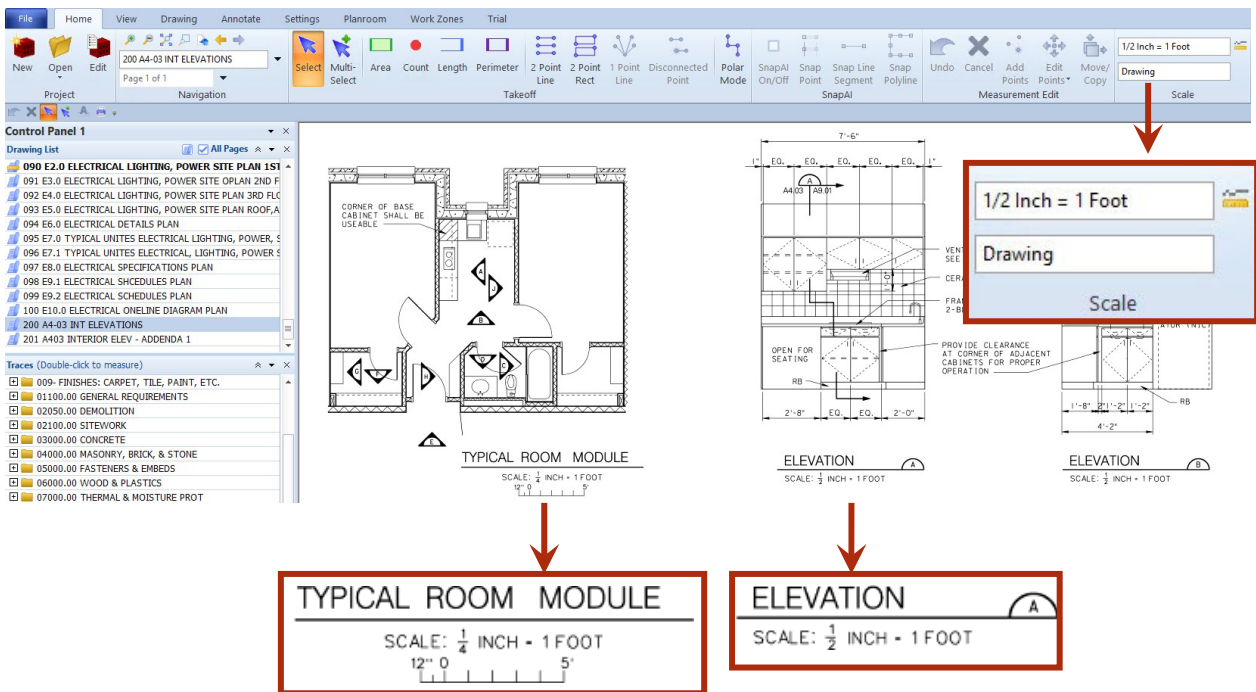 File Home View Drawing Annotate Settings Planroom Work Zones Trial
200 A4-03 INT ELEVATIONS
Page 1 of 1
New Open Edit
Project
Navigation
Select Multi-Select Area Count Length Perimeter 2 Point Line 2 Point Rect 1 Point Line Disconnected Point Polar Mode
Takeoff
SnapAI On/Off Snap Point Snap Line Segment Snap Polyline
SnapAI
Undo Cancel Add Points Edit Points Move/Copy
Measurement Edit
1/2 Inch = 1 Foot
Drawing
Scale
Control Panel 1
Drawing List All Pages
090 E2.0 ELECTRICAL LIGHTING, POWER SITE PLAN 1ST
091 E3.0 ELECTRICAL LIGHTING, POWER SITE OPLAN 2ND F
092 E4.0 ELECTRICAL LIGHTING, POWER SITE PLAN 3RD FLC
093 E5.0 ELECTRICAL LIGHTING, POWER SITE PLAN ROOF,A
094 E6.0 ELECTRICAL DETAILS PLAN
095 E7.0 TYPICAL UNITES ELECTRICAL LIGHTING, POWER, S
096 E7.1 TYPICAL UNITES ELECTRICAL, LIGHTING, POWER S
097 E8.0 ELECTRICAL SPECIFICATIONS PLAN
098 E9.1 ELECTRICAL SHCEDULES PLAN
099 E9.2 ELECTRICAL SCHEDULES PLAN
100 E10.0 ELECTRICAL ONELINE DIAGRAM PLAN
200 A4-03 INT ELEVATIONS
201 A403 INTERIOR ELEV - ADDENDA 1
Traces (Double-click to measure)
009- FINISHES: CARPET, TILE, PAINT, ETC.
01100.00 GENERAL REQUIREMENTS
02050.00 DEMOLITION
02100.00 SITEWORK
03000.00 CONCRETE
04000.00 MASONRY, BRICK, & STONE
05000.00 FASTENERS & EMBEDS
06000.00 WOOD & PLASTICS
07000.00 THERMAL & MOISTURE PROT
CORNER OF BASE
CABINET SHALL BE
USEABLE
A
J
B
G F H D C
E
TYPICAL ROOM MODULE
SCALE: 1/4 INCH - 1 FOOT
12" 0 5'
7'-6"
1" EQ. EQ. EQ. EQ. EQ. 1"
A
A4.03 A9.01
VENT
SEE
1'-0"
CERA
FRA
2-B
OPEN FOR
SEATING
RB
PROVIDE CLEARANCE
AT CORNER OF ADJACENT
CABINETS FOR PROPER
OPERATION
2'-8" EQ. EQ. 2'-0"
ELEVATION A
SCALE: 1/2 INCH - 1 FOOT
RB
1'-8" 2" 1'-2" 1'-2"
4'-2"
ELEVATION B
SCALE: 1/2 INCH - 1 FOOT
1/2 Inch = 1 Foot
Drawing
Scale
TYPICAL ROOM MODULE
SCALE: 1/4 INCH - 1 FOOT
12" 0 5'
ELEVATION A
SCALE: 1/2 INCH - 1 FOOT